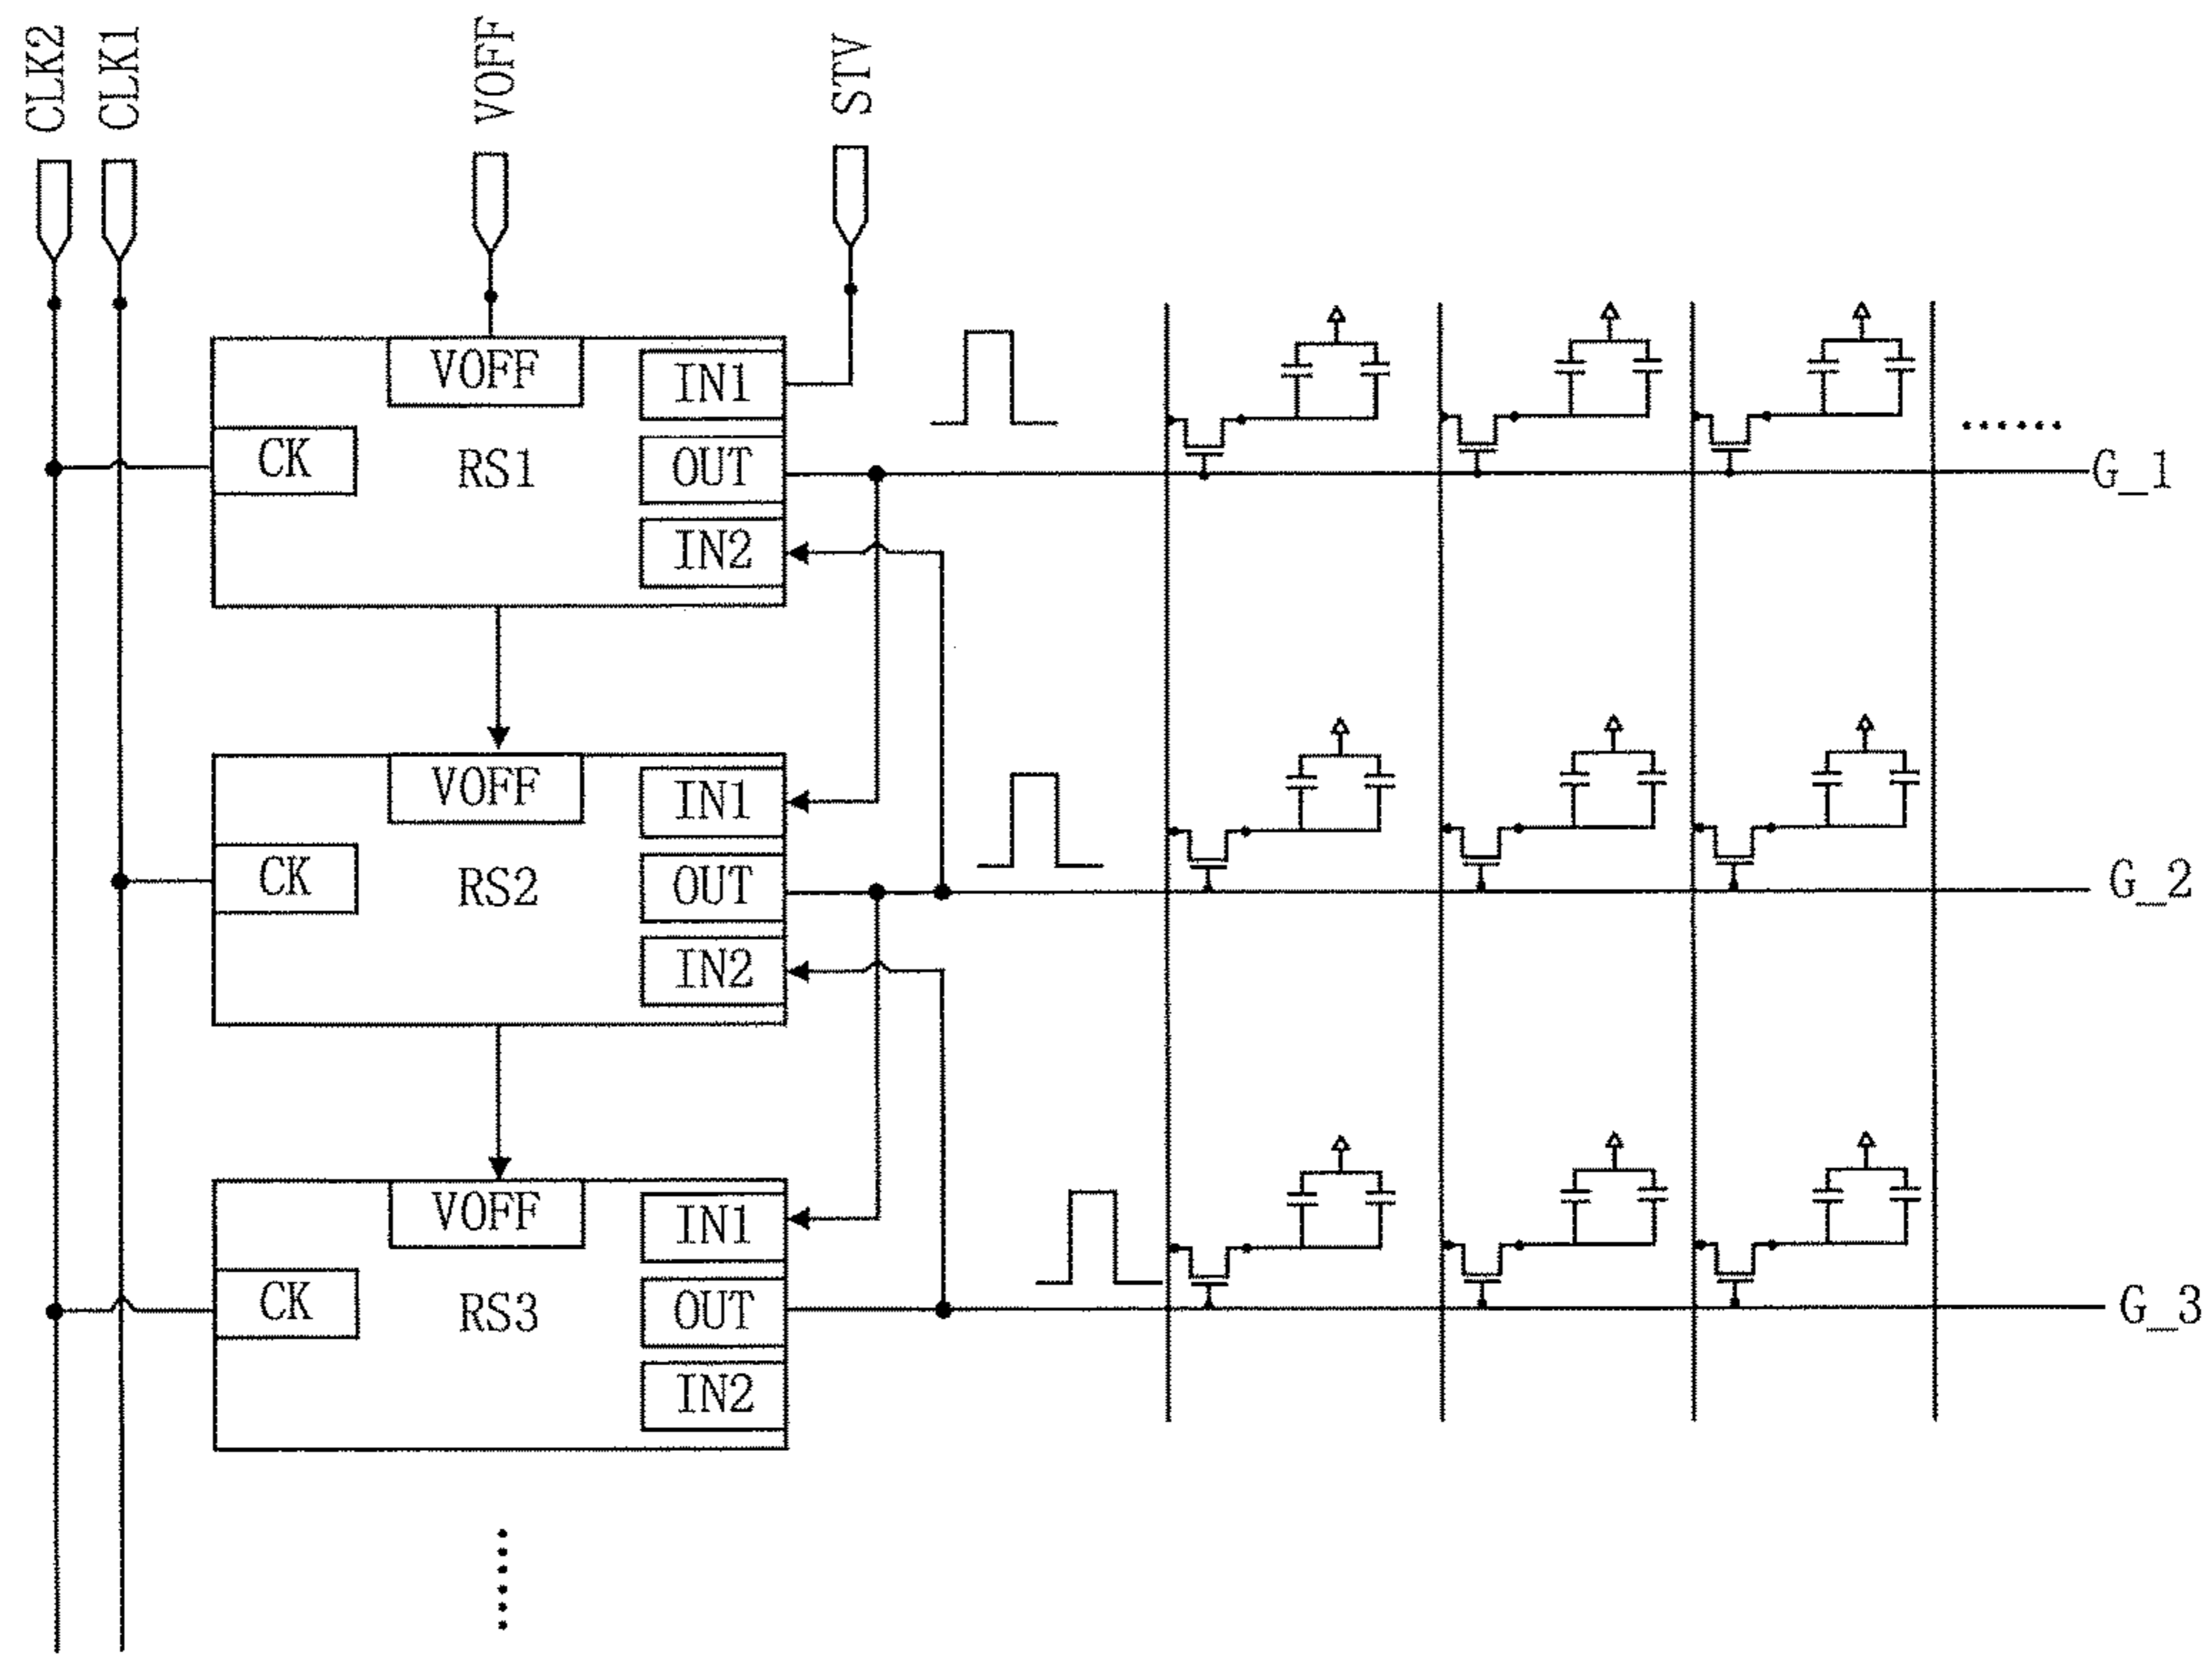 CLK2
CLK1
VOFF
STV
VOFF
IN1
CK
RS1
OUT
IN2
G_1
VOFF
IN1
CK
RS2
OUT
IN2
G_2
VOFF
IN1
CK
RS3
OUT
IN2
G_3